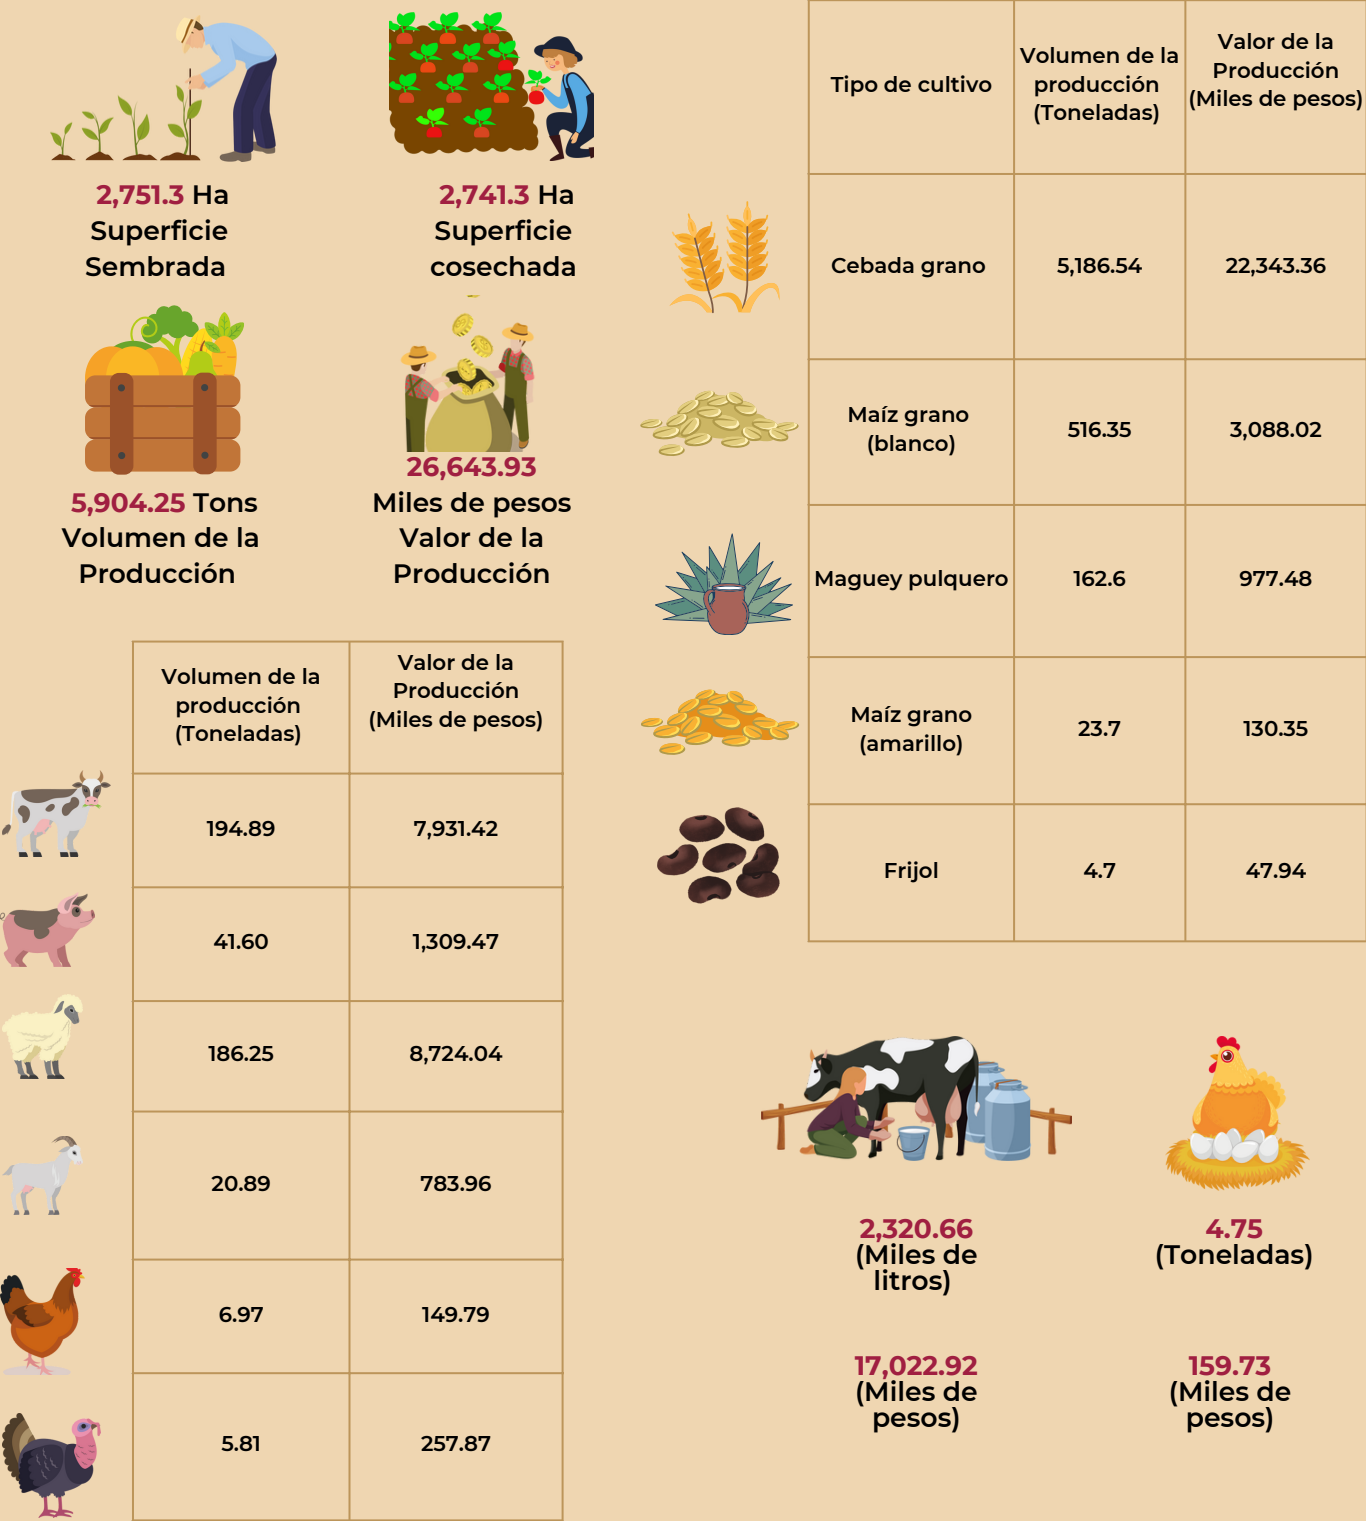 2,751.3 Ha
Superficie
Sembrada
2,741.3 Ha
Superficie
cosechada
5,904.25 Tons
Volumen de la
Producción
26,643.93
Miles de pesos
Valor de la
Producción
Tipo de cultivo
Volumen de la
producción
(Toneladas)
Valor de la
Producción
(Miles de pesos)
Cebada grano
5,186.54
22,343.36
Maíz grano
(blanco)
516.35
3,088.02
Maguey pulquero
162.6
977.48
Maíz grano
(amarillo)
23.7
130.35
Frijol
4.7
47.94
Volumen de la
producción
(Toneladas)
Valor de la
Producción
(Miles de pesos)
194.89
7,931.42
41.60
1,309.47
186.25
8,724.04
20.89
783.96
6.97
149.79
5.81
257.87
2,320.66
(Miles de
litros)
17,022.92
(Miles de
pesos)
4.75
(Toneladas)
159.73
(Miles de
pesos)